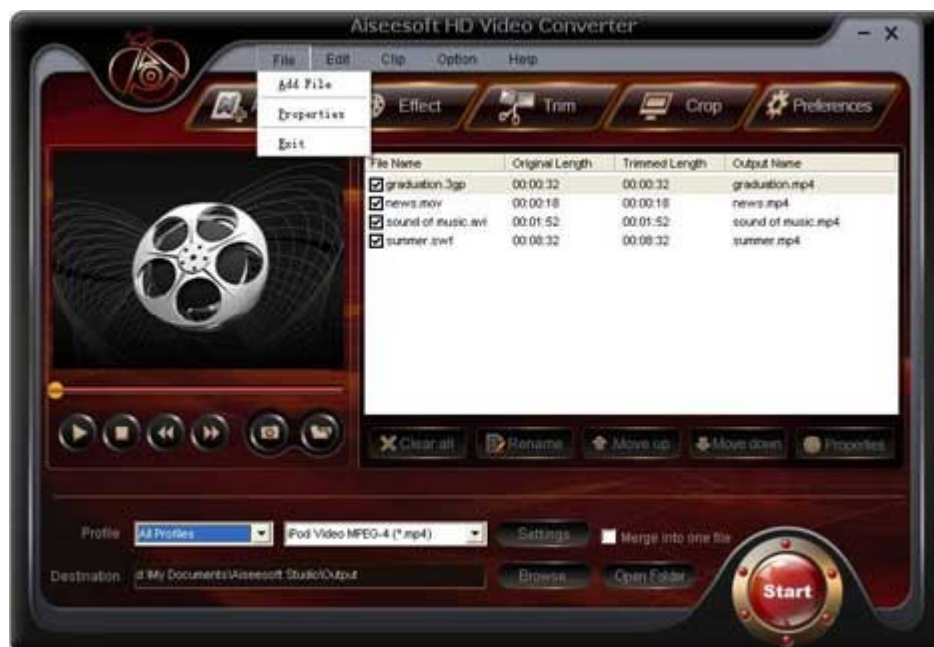 Aiseesoft HD Video Converter
File Edit Clip Option Help
Add File
Properties
Exit
A
Effect
Trim
Crop
Preferences
File Name Original Length Trimmed Length Output Name
graduation.3gp 00:00:32 00:00:32 graduation.mp4
news.mov 00:00:18 00:00:18 news.mp4
sound of music.avi 00:01:52 00:01:52 sound of music.mp4
summer.swf 00:08:32 00:08:32 summer.mp4
Clear all Rename Move up Move down Properties
Profile All Profiles iPod Video MPEG-4 (*.mp4) Settings Merge into one file
Destination d:\My Documents\Aiseesoft Studio\Output Browse Open Folder
Start